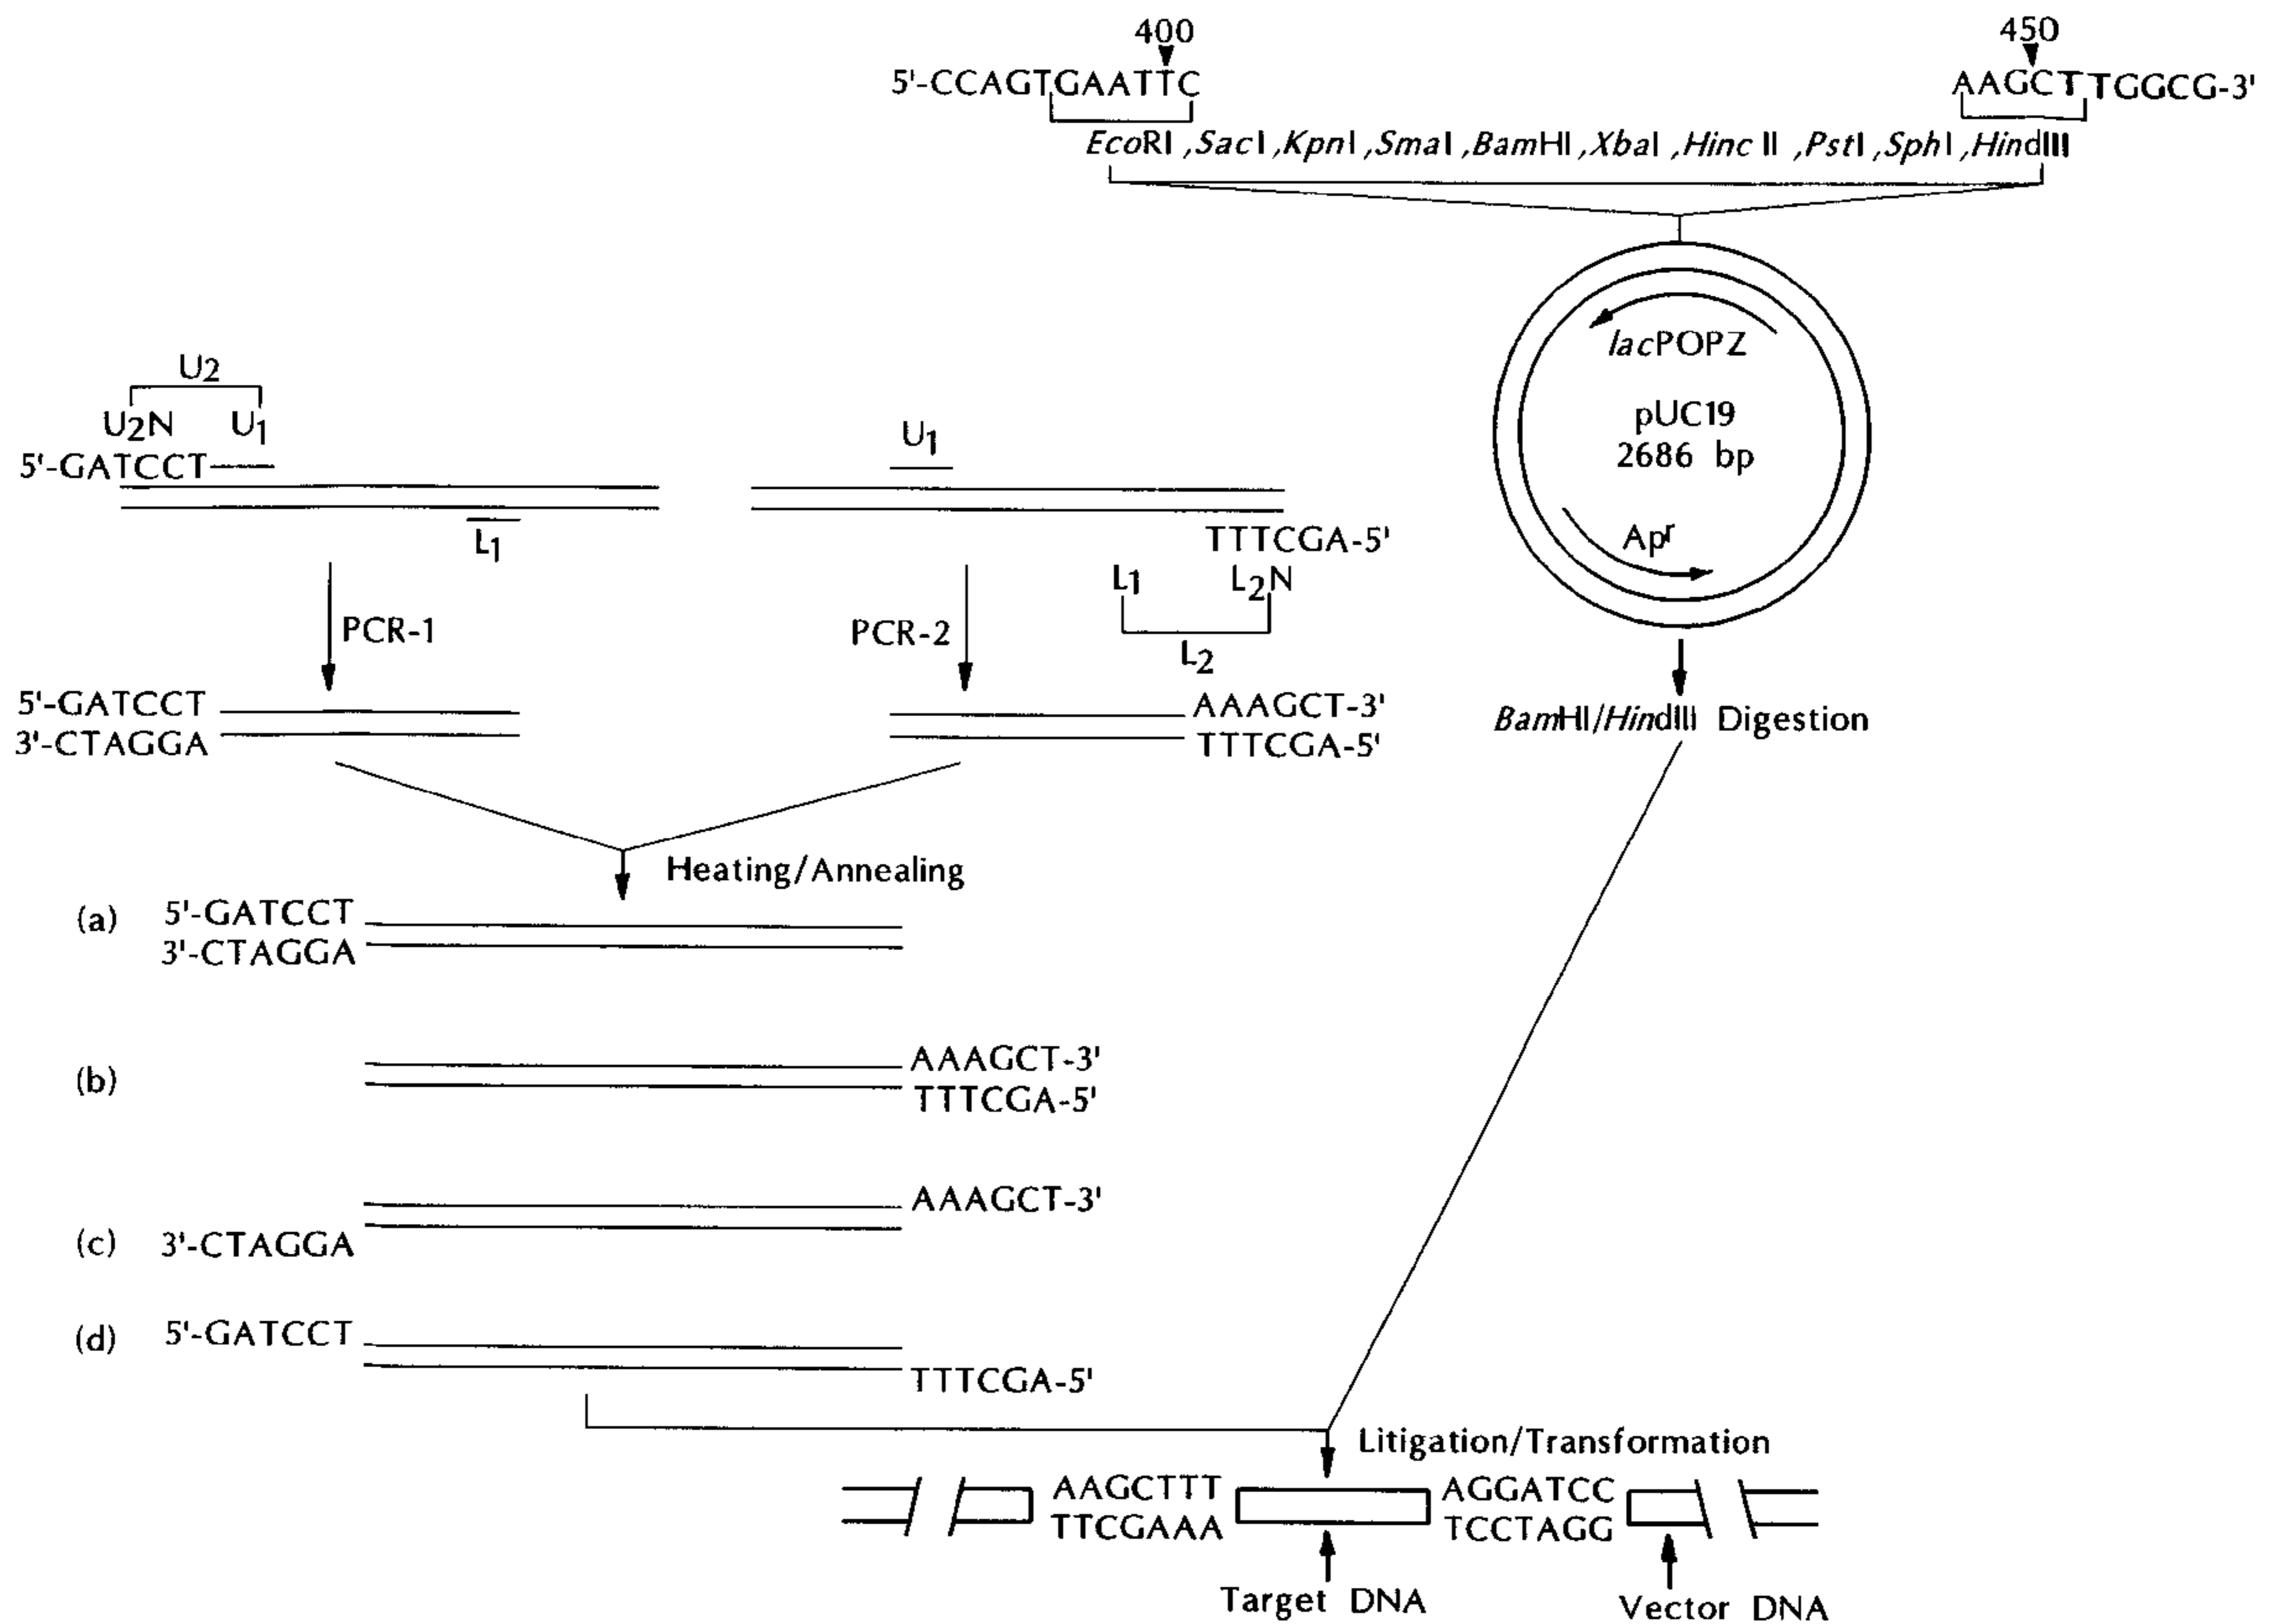 400 450
5'-CCAGTGAATTC AAGCTTGGCG-3'
EcoRI ,SacI ,KpnI ,SmaI ,BamHI ,XbaI ,Hinc II ,PstI ,SphI ,HindIII
lacPOPZ
pUC19
2686 bp
Apr
BamHI/HindIII Digestion
U2
U2N U1
5'-GATCCT
L1
PCR-1
U1
TTTCGA-5'
L1 L2N
L2
PCR-2
5'-GATCCT
3'-CTAGGA
AAAGCT-3'
TTTCGA-5'
Heating/Annealing
(a) 5'-GATCCT
3'-CTAGGA
(b) AAAGCT-3'
TTTCGA-5'
(c) AAAGCT-3'
3'-CTAGGA
(d) 5'-GATCCT
TTTCGA-5'
Litigation/Transformation
AAGCTTT AGGATCC
TTCGAAA TCCTAGG
Target DNA Vector DNA